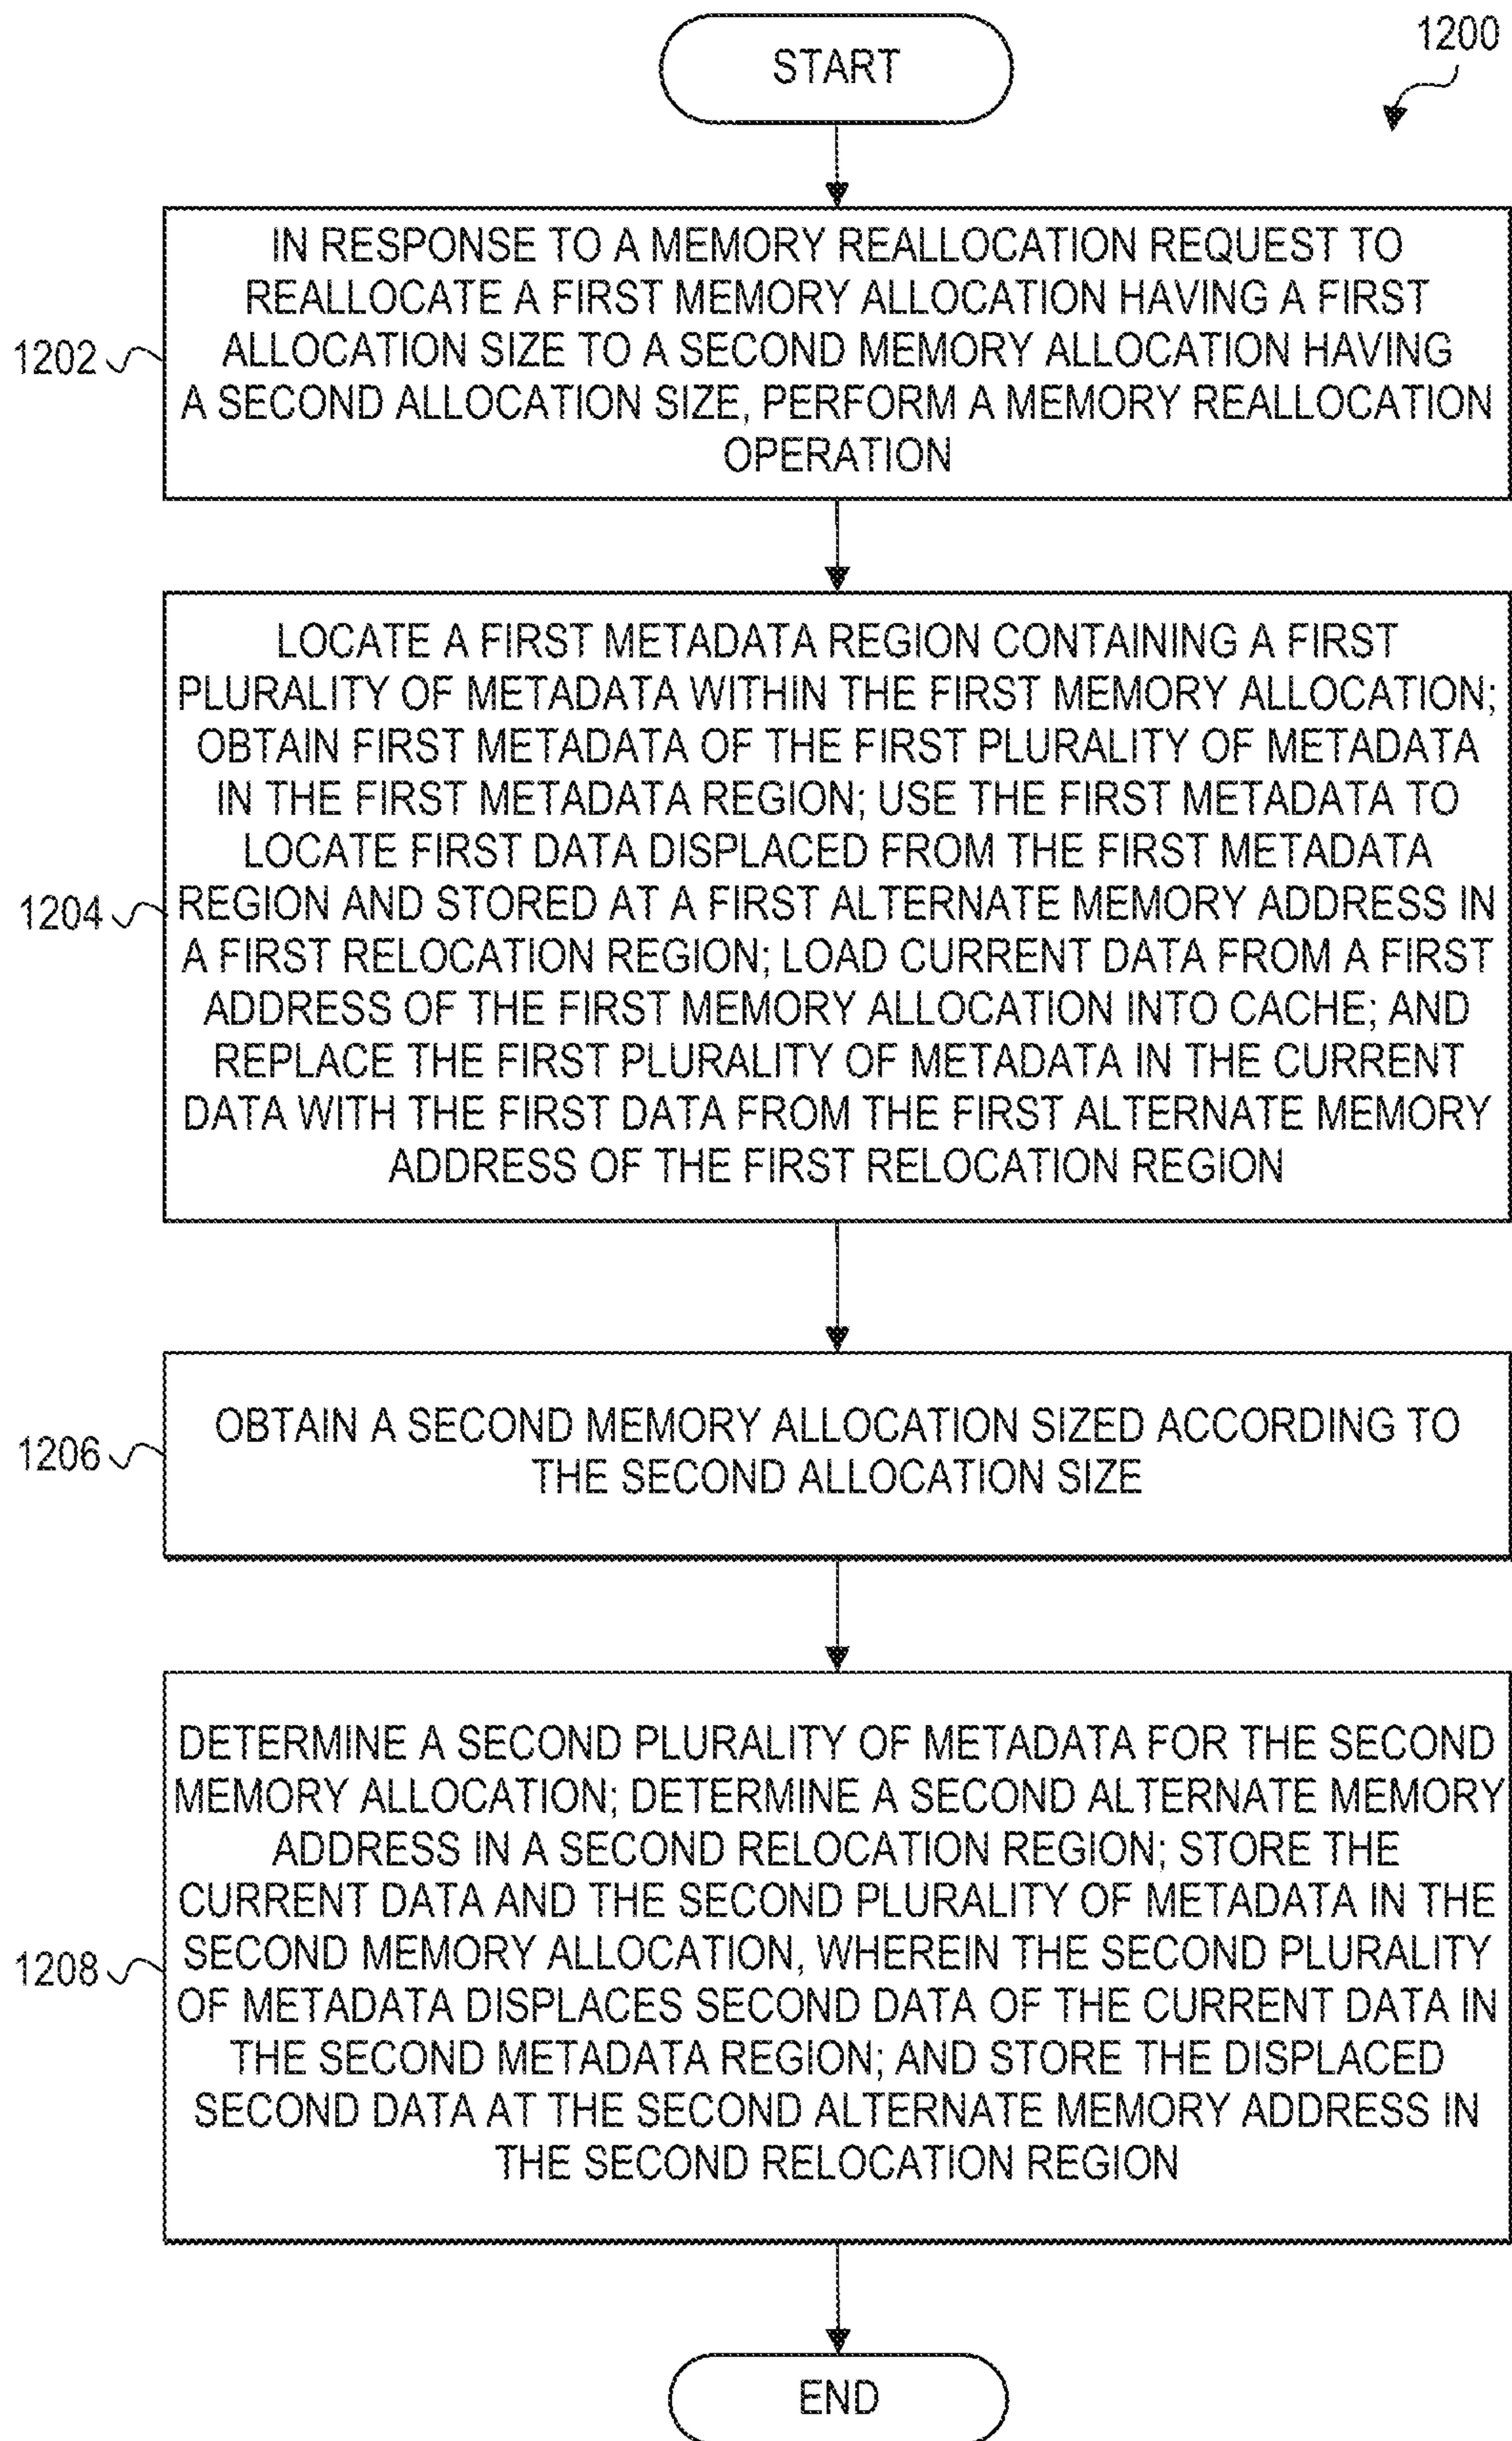 START
1200
IN RESPONSE TO A MEMORY REALLOCATION REQUEST TO
REALLOCATE A FIRST MEMORY ALLOCATION HAVING A FIRST
ALLOCATION SIZE TO A SECOND MEMORY ALLOCATION HAVING
A SECOND ALLOCATION SIZE, PERFORM A MEMORY REALLOCATION
OPERATION
1202
LOCATE A FIRST METADATA REGION CONTAINING A FIRST
PLURALITY OF METADATA WITHIN THE FIRST MEMORY ALLOCATION;
OBTAIN FIRST METADATA OF THE FIRST PLURALITY OF METADATA
IN THE FIRST METADATA REGION; USE THE FIRST METADATA TO
LOCATE FIRST DATA DISPLACED FROM THE FIRST METADATA
REGION AND STORED AT A FIRST ALTERNATE MEMORY ADDRESS IN
A FIRST RELOCATION REGION; LOAD CURRENT DATA FROM A FIRST
ADDRESS OF THE FIRST MEMORY ALLOCATION INTO CACHE; AND
REPLACE THE FIRST PLURALITY OF METADATA IN THE CURRENT
DATA WITH THE FIRST DATA FROM THE FIRST ALTERNATE MEMORY
ADDRESS OF THE FIRST RELOCATION REGION
1204
OBTAIN A SECOND MEMORY ALLOCATION SIZED ACCORDING TO
THE SECOND ALLOCATION SIZE
1206
DETERMINE A SECOND PLURALITY OF METADATA FOR THE SECOND
MEMORY ALLOCATION; DETERMINE A SECOND ALTERNATE MEMORY
ADDRESS IN A SECOND RELOCATION REGION; STORE THE
CURRENT DATA AND THE SECOND PLURALITY OF METADATA IN THE
SECOND MEMORY ALLOCATION, WHEREIN THE SECOND PLURALITY
OF METADATA DISPLACES SECOND DATA OF THE CURRENT DATA IN
THE SECOND METADATA REGION; AND STORE THE DISPLACED
SECOND DATA AT THE SECOND ALTERNATE MEMORY ADDRESS IN
THE SECOND RELOCATION REGION
1208
END